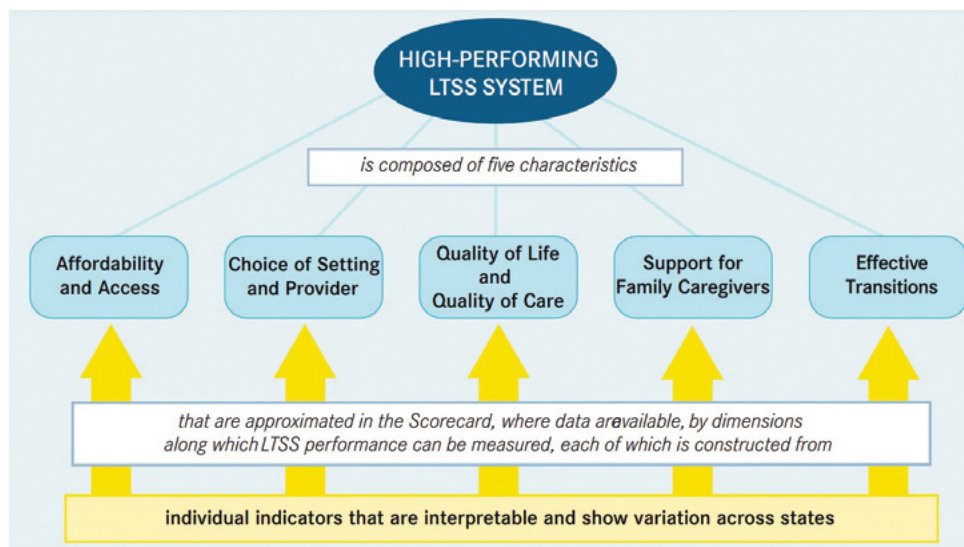 HIGH-PERFORMING
LTSS SYSTEM
is composed of five characteristics
Affordability
and Access
Choice of Setting
and Provider
Quality of Life
and
Quality of Care
Support for
Family Caregivers
Effective
Transitions
that are approximated in the Scorecard, where data are available, by dimensions
along which LTSS performance can be measured, each of which is constructed from
individual indicators that are interpretable and show variation across states